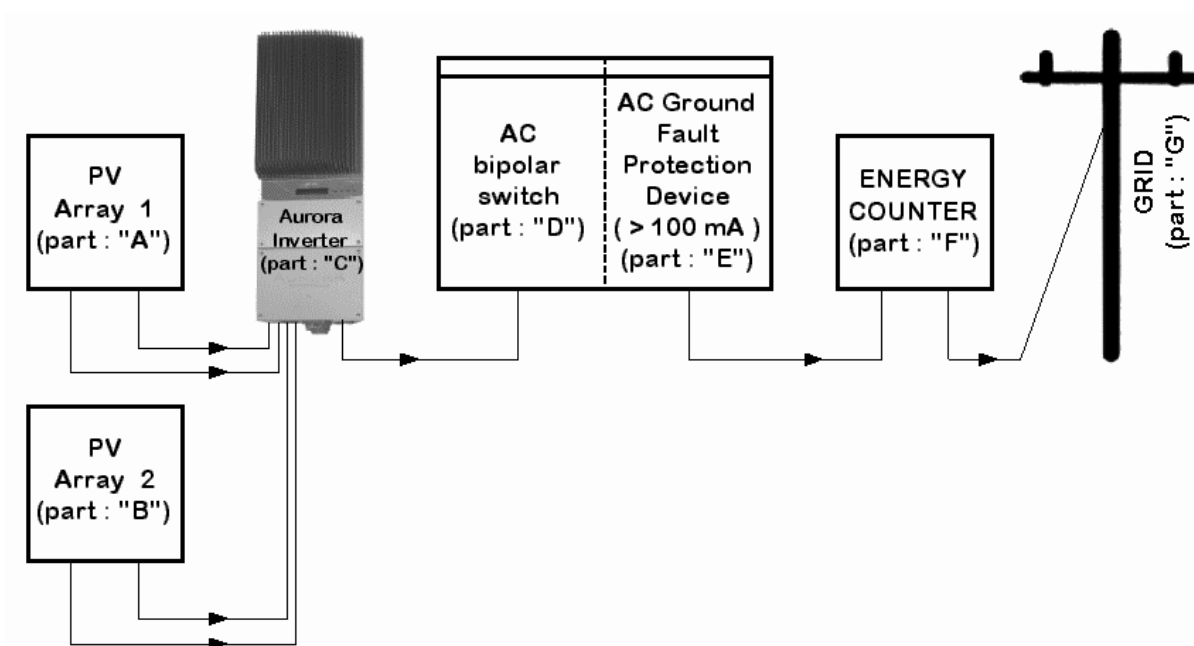 PV
Array 1
(part : "A")
Aurora
Inverter
(part : "C")
AC
bipolar
switch
(part : "D")
AC Ground
Fault
Protection
Device
( > 100 mA )
(part : "E")
ENERGY
COUNTER
(part : "F")
GRID
(part : "G")
PV
Array 2
(part : "B")